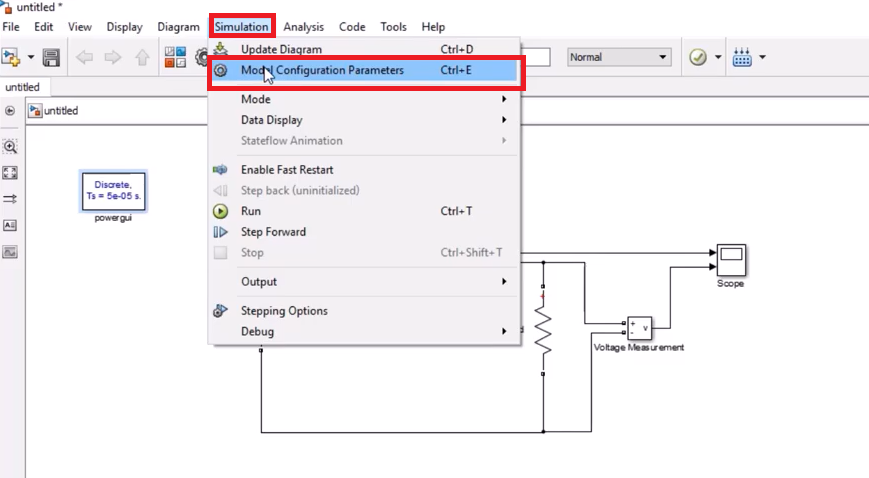 untitled *
File Edit View Display Diagram Simulation Analysis Code Tools Help
Normal
untitled
untitled
Update Diagram Ctrl+D
Model Configuration Parameters Ctrl+E
Mode
Data Display
Stateflow Animation
Enable Fast Restart
Step back (uninitialized)
Run Ctrl+T
Step Forward
Stop Ctrl+Shift+T
Output
Stepping Options
Debug
Discrete,
Ts = 5e-05 s.
powergui
Scope
+ v
-
Voltage Measurement
d
+